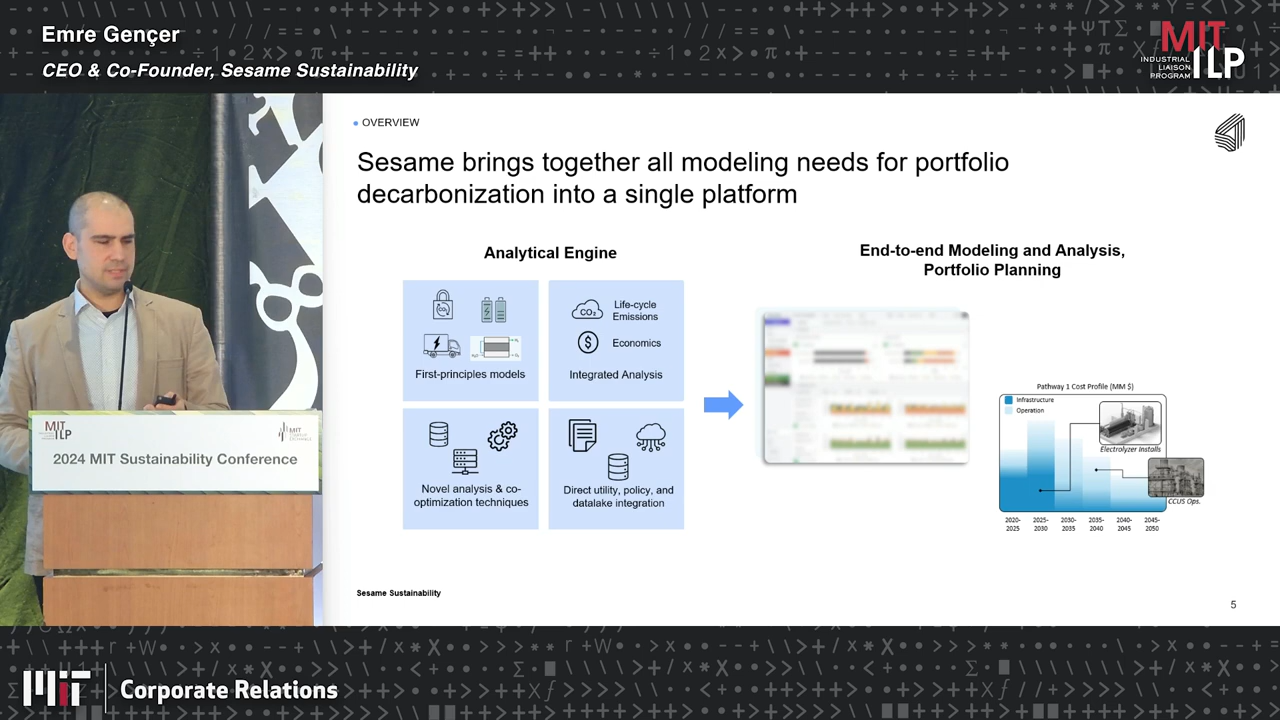 Emre Gençer
CEO & Co-Founder, Sesame Sustainability
MIT
INDUSTRIAL
LIAISON
PROGRAM
ILP
OVERVIEW
Sesame brings together all modeling needs for portfolio
decarbonization into a single platform
Analytical Engine
First-principles models
CO₂
Life-cycle
Emissions
$
Economics
Integrated Analysis
Novel analysis & co-
optimization techniques
Direct utility, policy, and
datalake integration
End-to-end Modeling and Analysis,
Portfolio Planning
Pathway 1 Cost Profile (MM $)
Infrastructure
Operation
Electrolyzer Installs
CCUS Ops.
2020-
2025
2025-
2030
2030-
2035
2035-
2040
2040-
2045
2045-
2050
Sesame Sustainability
5
MIT
ILP
MIT
2024 MIT Sustainability Conference
MIT
Corporate Relations